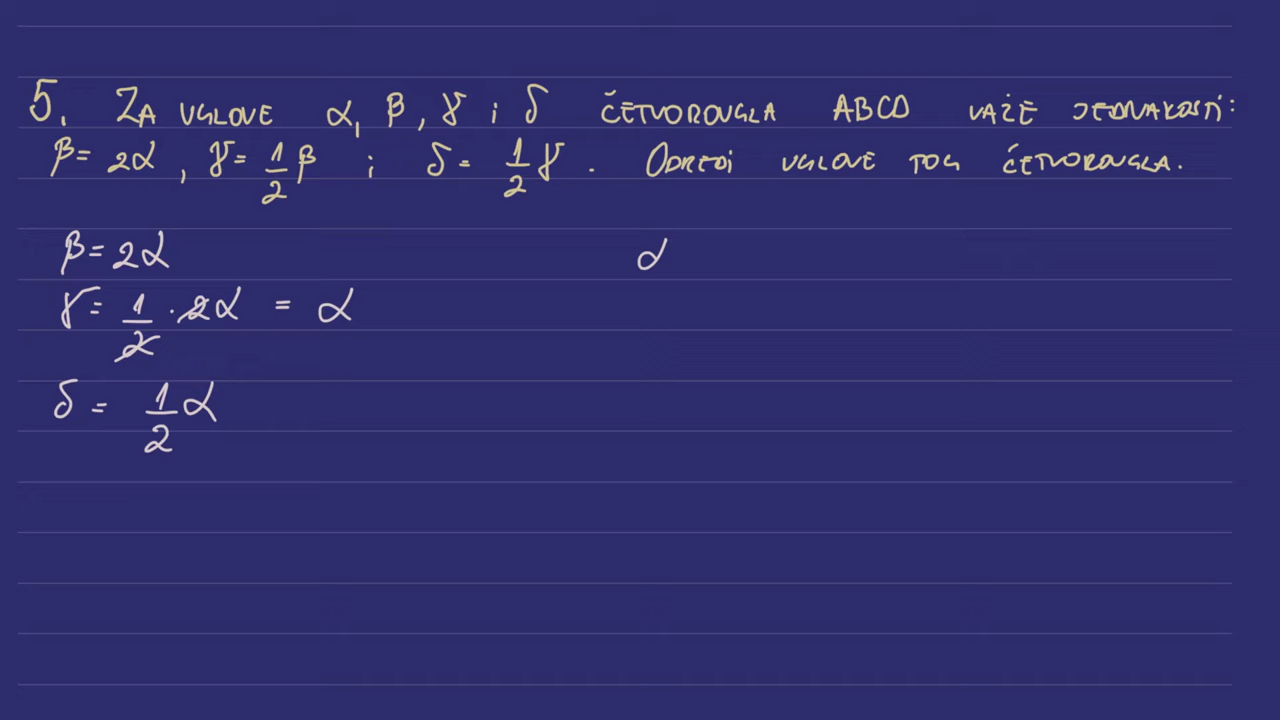 5. ZA UGLOVE α, β, γ i δ ČETVOROUGLA ABCD VAŽE JEDNAKOSTI:
β = 2α, γ = 1/2 β i δ = 1/2 γ. ODREDI UGLOVE TOG ČETVOROUGLA.
β = 2α α
γ = 1/2 · 2α = α
δ = 1/2 α